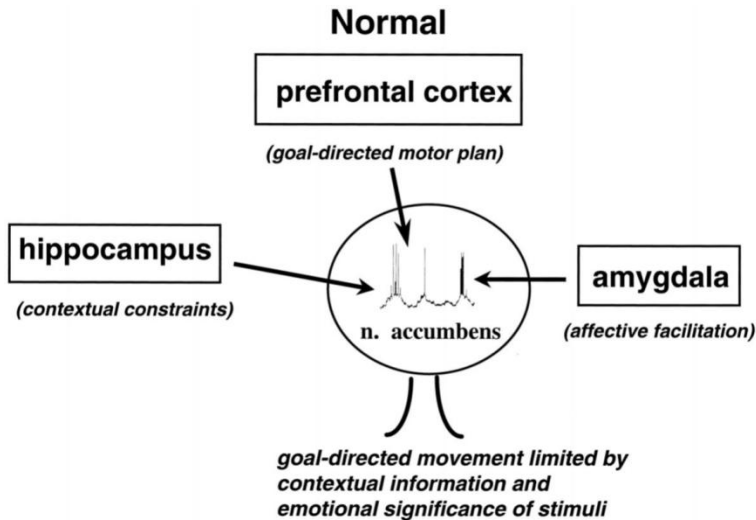 Normal
prefrontal cortex
(goal-directed motor plan)
hippocampus
(contextual constraints)
amygdala
(affective facilitation)
n. accumbens
goal-directed movement limited by
contextual information and
emotional significance of stimuli